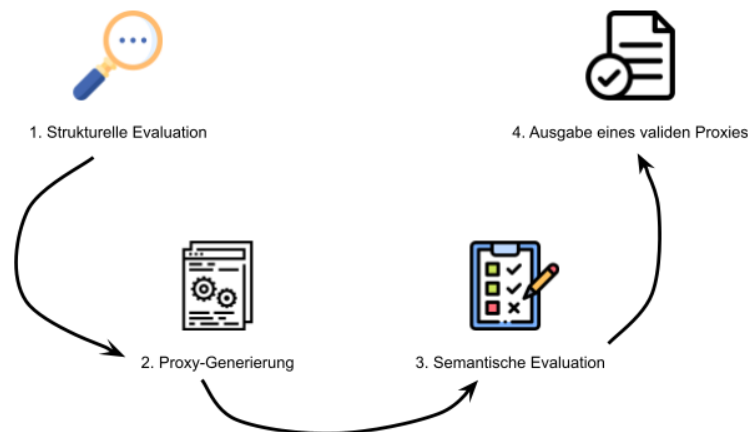 1. Strukturelle Evaluation
4. Ausgabe eines validen Proxies
2. Proxy-Generierung
3. Semantische Evaluation